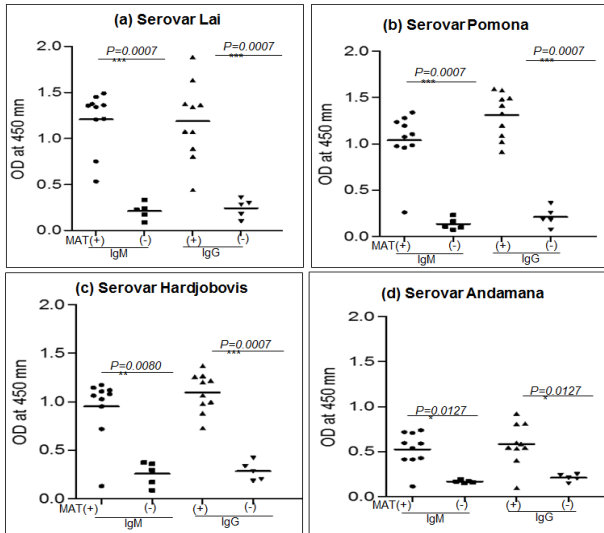 (a) Serovar Lai
P=0.0007
***
P=0.0007
***
OD at 450 mn
2.0
1.5
1.0
0.5
0.0
MAT(+) (-) (+) (-)
IgM IgG
(b) Serovar Pomona
P=0.0007
***
P=0.0007
***
OD at 450 mn
2.0
1.5
1.0
0.5
0.0
MAT(+) (-) (+) (-)
IgM IgG
(c) Serovar Hardjobovis
P=0.0080
**
P=0.0007
***
OD at 450 mn
2.0
1.5
1.0
0.5
0.0
MAT(+) (-) (+) (-)
IgM IgG
(d) Serovar Andamana
P=0.0127
*
P=0.0127
*
OD at 450 mn
2.0
1.5
1.0
0.5
0.0
MAT(+) (-) (+) (-)
IgM IgG